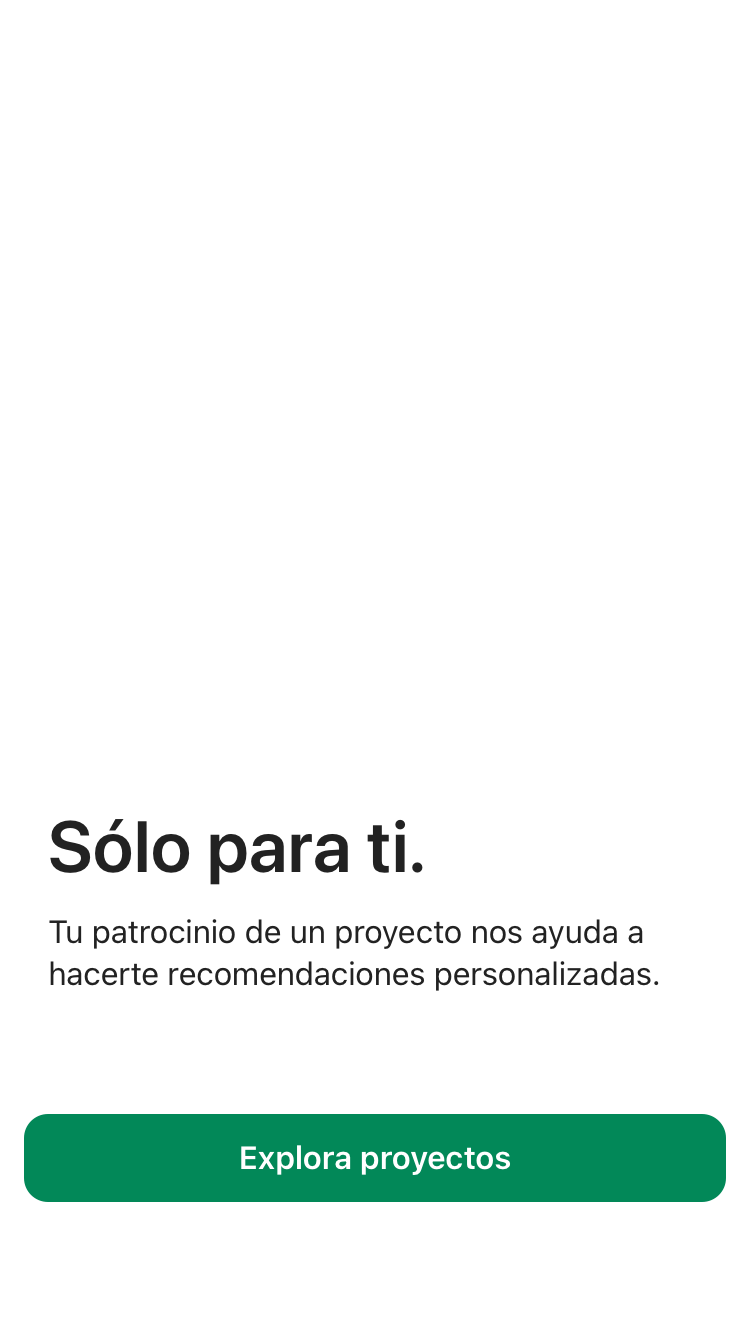 Sólo para ti.
Tu patrocinio de un proyecto nos ayuda a
hacerte recomendaciones personalizadas.
Explora proyectos